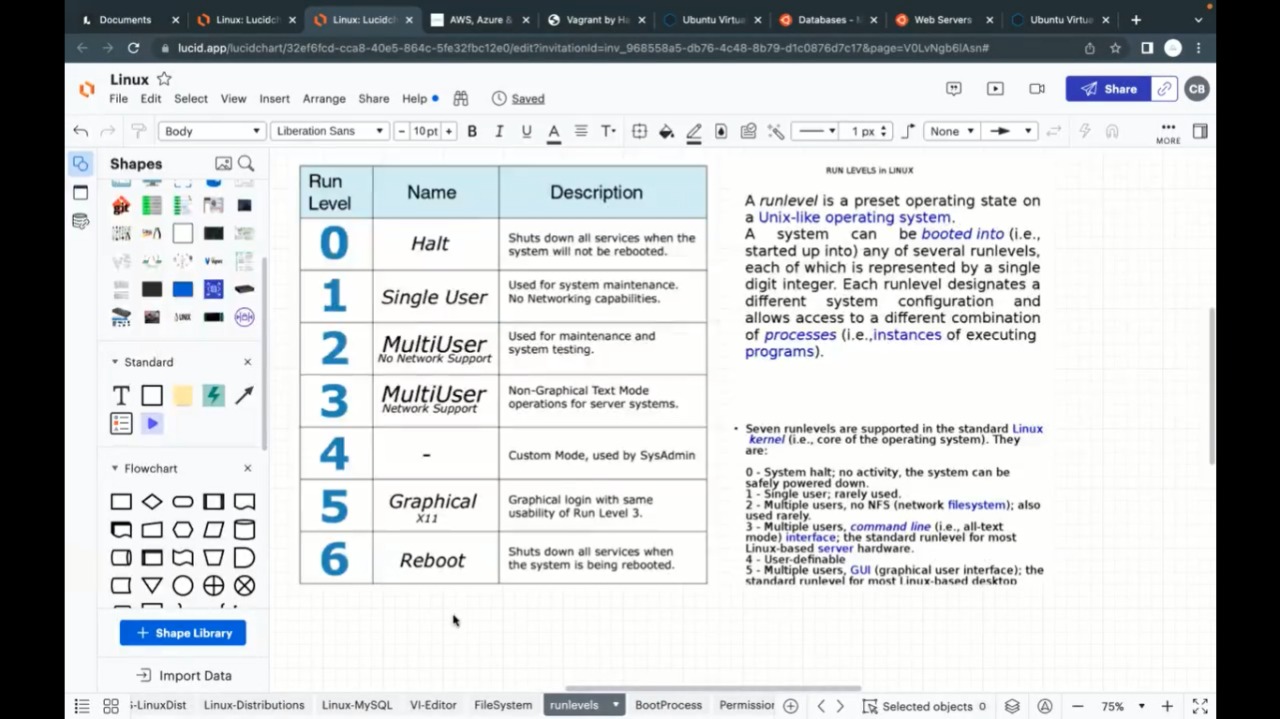 Documents
Linux: Lucidch
Linux: Lucidch
AWS, Azure &
Vagrant by Ha
Ubuntu Virtua
Databases -
Web Servers
Ubuntu Virtu
lucid.app/lucidchart/32ef6fcd-cca8-40e5-864c-5fe32fbc12e0/edit?invitationId=inv_968558a5-db76-4c48-8b79-d1c0876d7c17&page=V0LvNgb6lAsn#
Linux
File Edit Select View Insert Arrange Share Help
Saved
Share
CB
Body
Liberation Sans
10 pt
B I U A T
1 px
None
MORE
Shapes
git
UNIX
Standard
T
Flowchart
Shape Library
Import Data
Run Level
Name
Description
0
Halt
Shuts down all services when the
system will not be rebooted.
1
Single User
Used for system maintenance.
No Networking capabilities.
2
MultiUser
No Network Support
Used for maintenance and
system testing.
3
MultiUser
Network Support
Non-Graphical Text Mode
operations for server systems.
4
-
Custom Mode, used by SysAdmin
5
Graphical
X11
Graphical login with same
usability of Run Level 3.
6
Reboot
Shuts down all services when
the system is being rebooted.
RUN LEVELS in LINUX
A runlevel is a preset operating state on
a Unix-like operating system.
A system can be booted into (i.e.,
started up into) any of several runlevels,
each of which is represented by a single
digit integer. Each runlevel designates a
different system configuration and
allows access to a different combination
of processes (i.e.,instances of executing
programs).
• Seven runlevels are supported in the standard Linux
kernel (i.e., core of the operating system). They
are:
0 - System halt; no activity, the system can be
safely powered down.
1 - Single user; rarely used.
2 - Multiple users, no NFS (network filesystem); also
used rarely.
3 - Multiple users, command line (i.e., all-text
mode) interface; the standard runlevel for most
Linux-based server hardware.
4 - User-definable
5 - Multiple users, GUI (graphical user interface); the
standard runlevel for most Linux-based desktop
-LinuxDist
Linux-Distributions
Linux-MySQL
VI-Editor
FileSystem
runlevels
BootProcess
Permission
Selected objects 0
75%